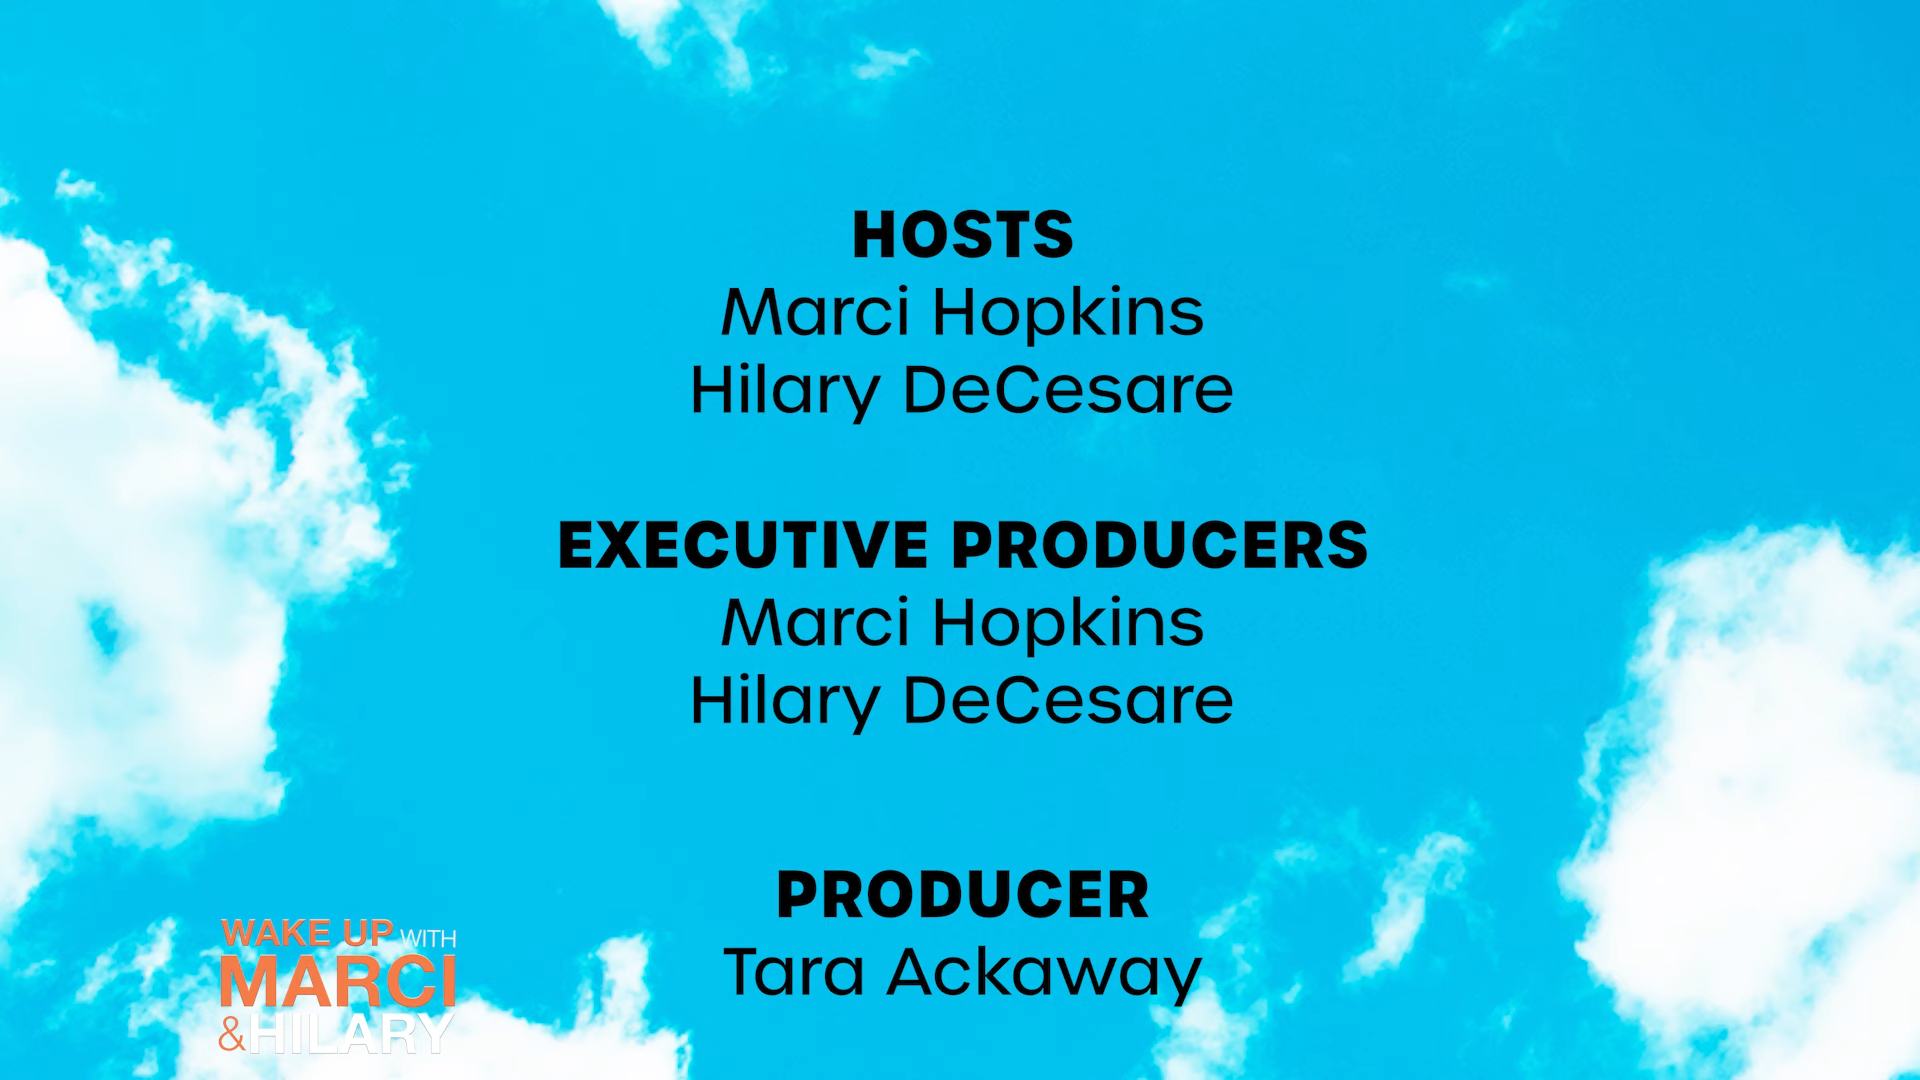 HOSTS
Marci Hopkins
Hilary DeCesare
EXECUTIVE PRODUCERS
Marci Hopkins
Hilary DeCesare
PRODUCER
Tara Ackaway
WAKE UP WITH
MARCI
&HILARY